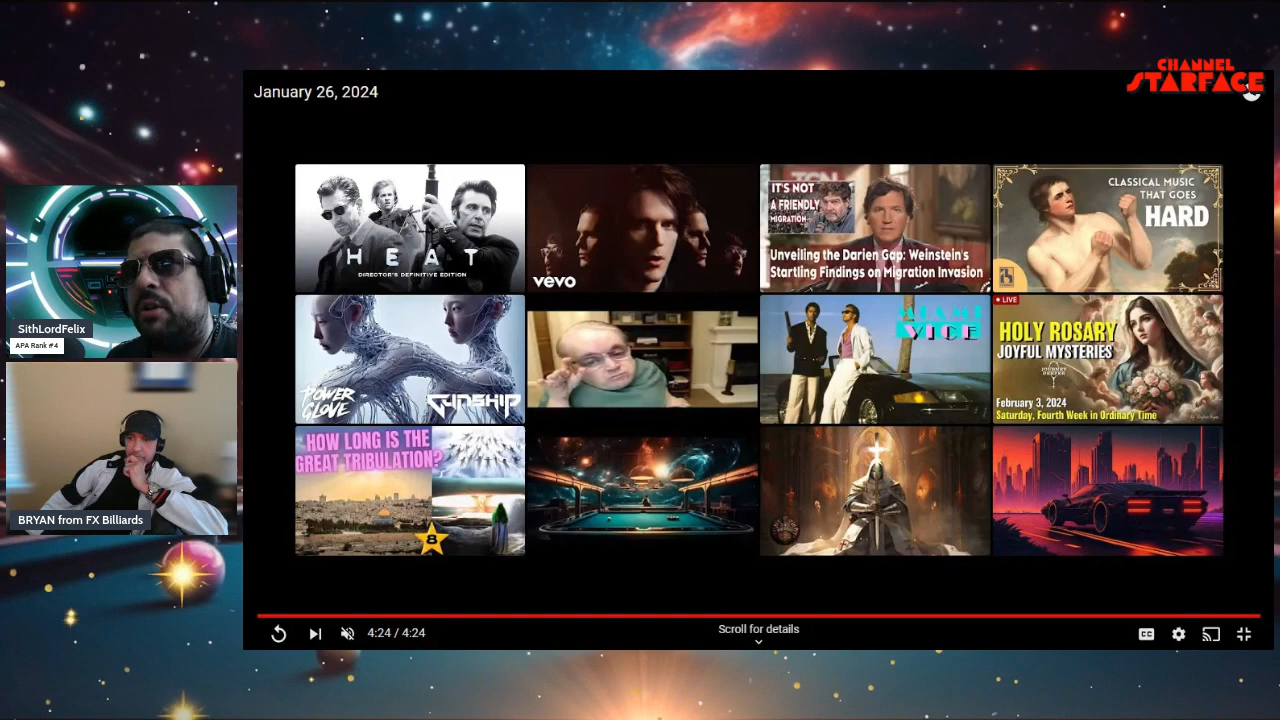 January 26, 2024
CHANNEL
STARFACE
SithLordFelix
APA Rank #4
BRYAN from FX Billiards
HEAT
DIRECTOR'S DEFINITIVE EDITION
vevo
TCN
IT'S NOT
A FRIENDLY
MIGRATION
Unveiling the Darien Gap: Weinstein's
Startling Findings on Migration Invasion
CLASSICAL MUSIC
THAT GOES
HARD
POWER
GLOVE
GUNSHIP
MIAMI
VICE
LIVE
HOLY ROSARY
JOYFUL MYSTERIES
February 3, 2024
Saturday, Fourth Week in Ordinary Time
HOW LONG IS THE
GREAT TRIBULATION?
8
4:24 / 4:24
Scroll for details
CC